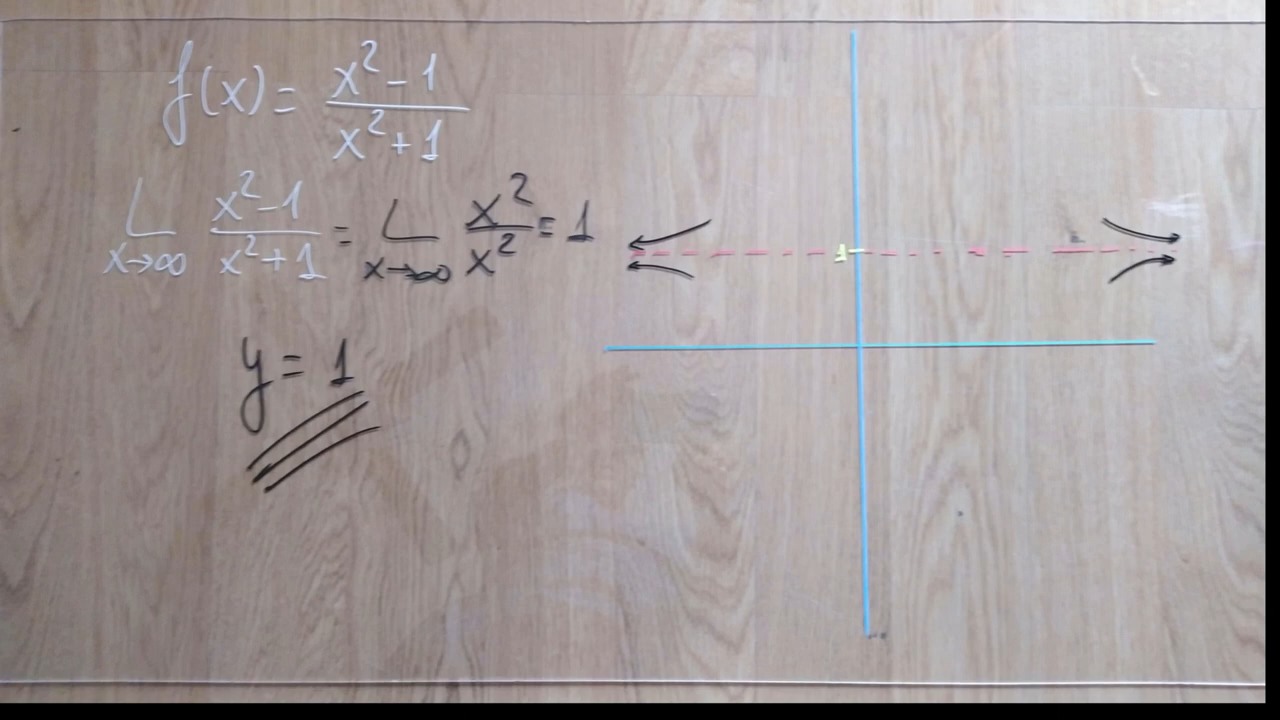 f(x) = x² - 1 / x² + 1
L x→∞ x² - 1 / x² + 1 = L x→∞ x² / x² = 1
1
y = 1